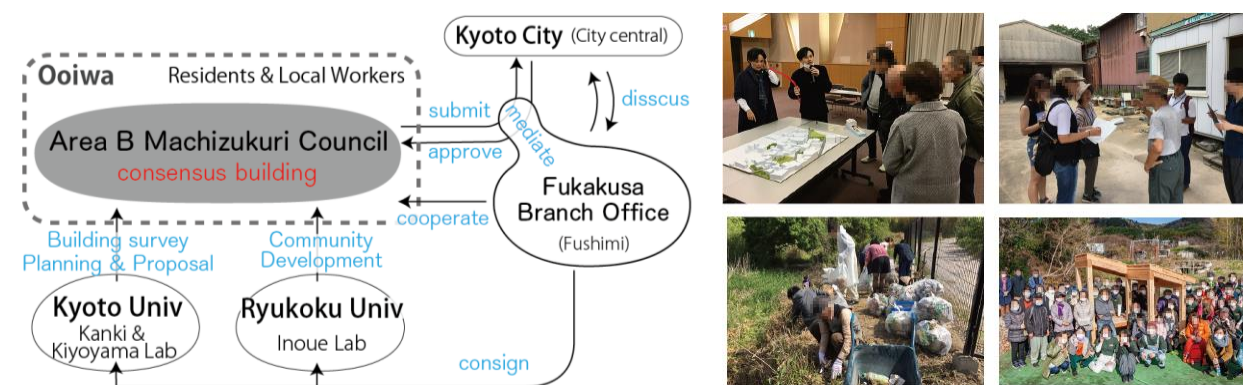 Kyoto City (City central)
Ooiwa
Residents & Local Workers
submit
mediate
disscus
Area B Machizukuri Council
consensus building
approve
Fukakusa
Branch Office
(Fushimi)
cooperate
Building survey
Planning & Proposal
Community
Development
Kyoto Univ
Kanki &
Kiyoyama Lab
Ryukoku Univ
Inoue Lab
consign